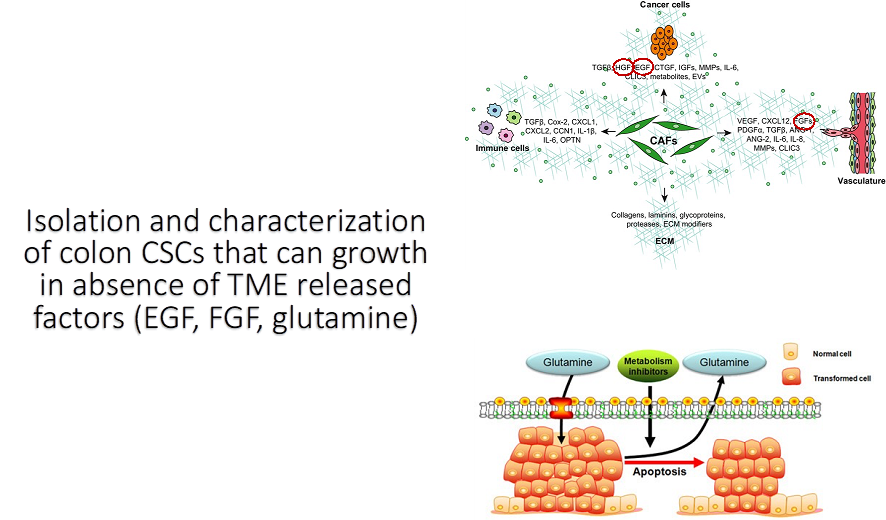 Isolation and characterization
of colon CSCs that can growth
in absence of TME released
factors (EGF, FGF, glutamine)
Cancer cells
TGFβ, HGF, EGF, CTGF, IGFs, MMPs, IL-6,
CLIC3, metabolites, EVs
TGFβ, Cox-2, CXCL1,
CXCL2, CCN1, IL-1β,
IL-6, OPTN
Immune cells
CAFs
VEGF, CXCL12, FGFs
PDGFα, TGFβ, ANG-1,
ANG-2, IL-6, IL-8,
MMPs, CLIC3
Vasculature
Collagens, laminins, glycoproteins,
proteases, ECM modifiers
ECM
Glutamine
Metabolism
inhibitors
Glutamine
Normal cell
Transformed cell
Apoptosis